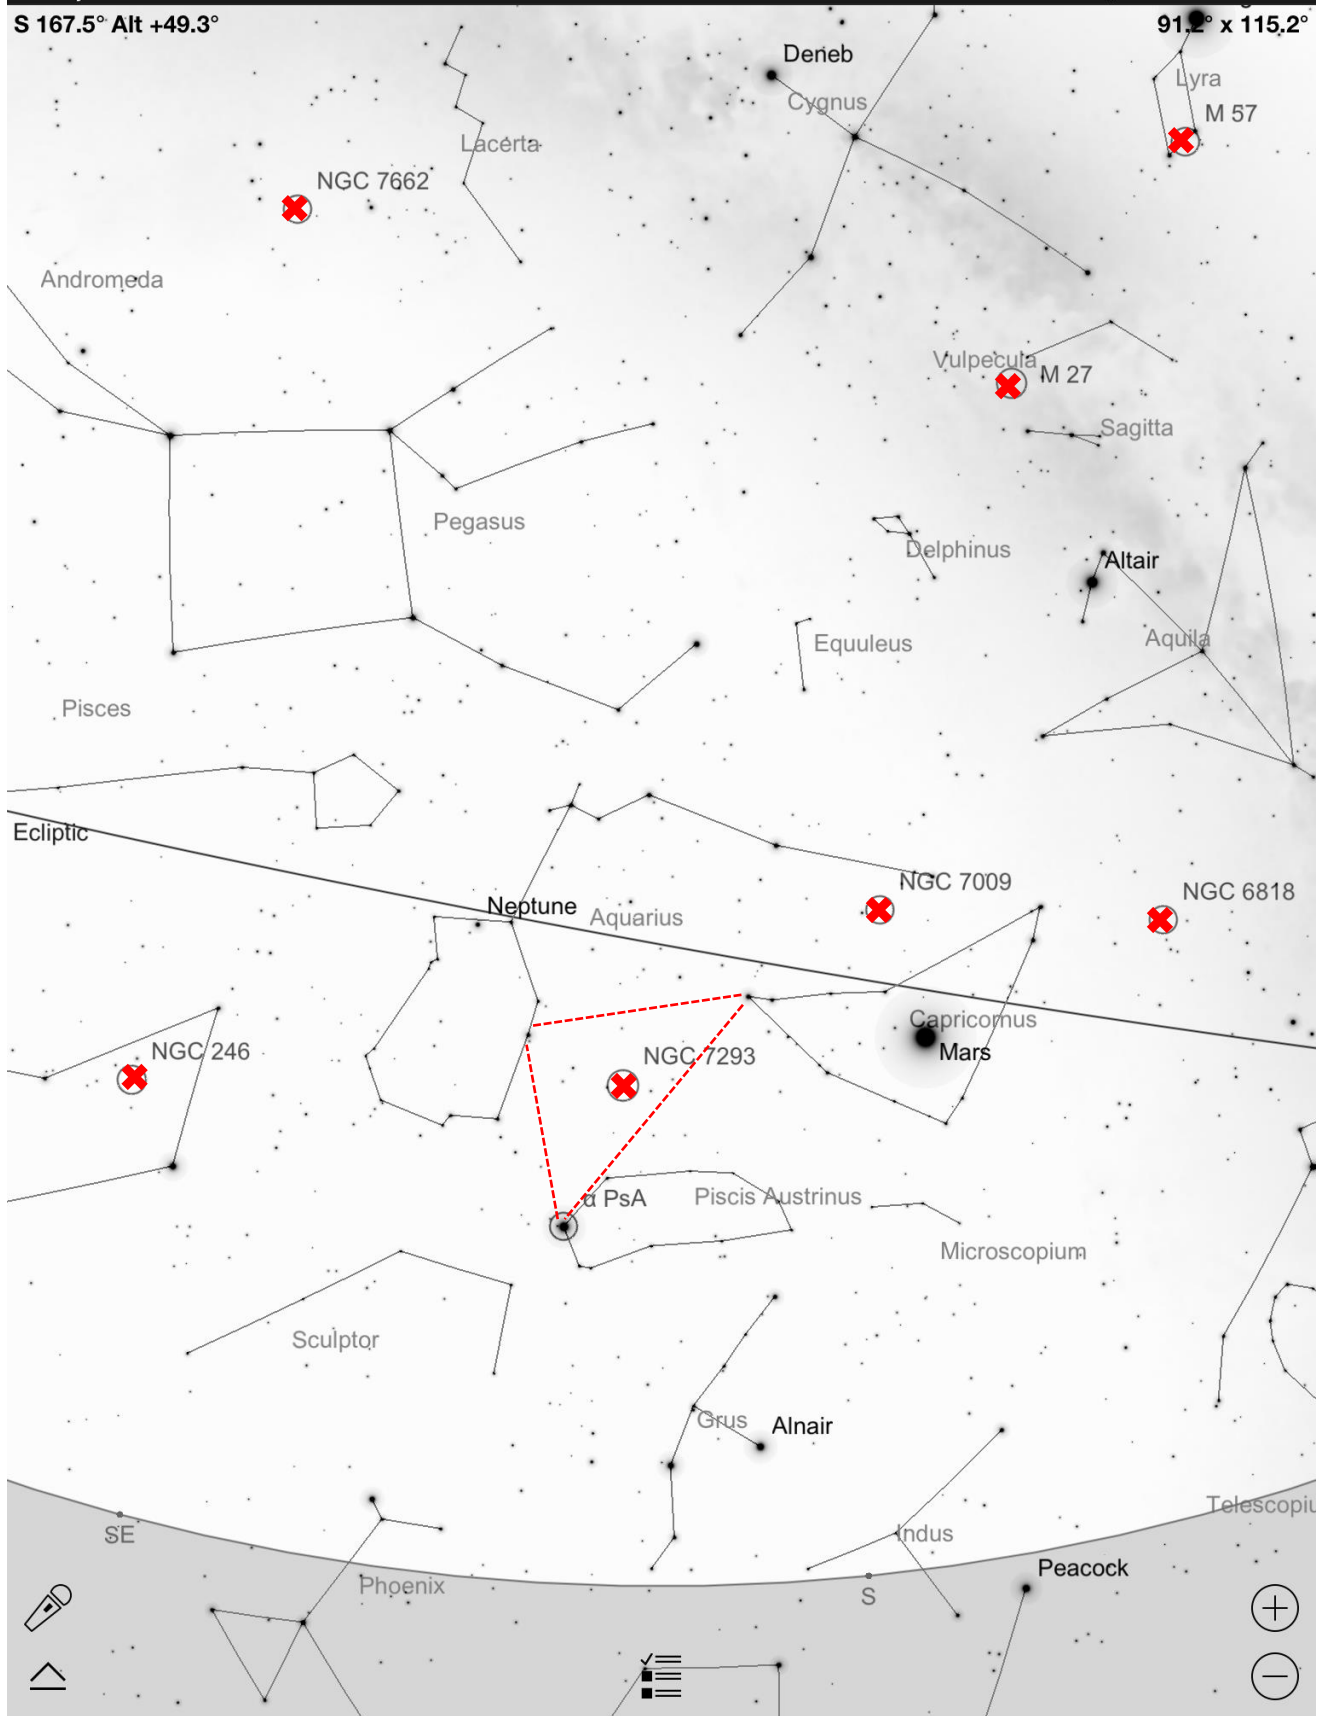 S 167.5° Alt +49.3°
91.2° x 115.2°
Deneb
Lyra
Cygnus
M 57
Lacerta
NGC 7662
Andromeda
Vulpecula
M 27
Sagitta
Pegasus
Delphinus
Altair
Aquila
Equuleus
Pisces
Ecliptic
NGC 7009
NGC 6818
Neptune
Aquarius
Capricornus
NGC 246
NGC 7293
Mars
α PsA
Piscis Austrinus
Microscopium
Sculptor
Grus
Alnair
Telescopiu
SE
Indus
Peacock
Phoenix
S